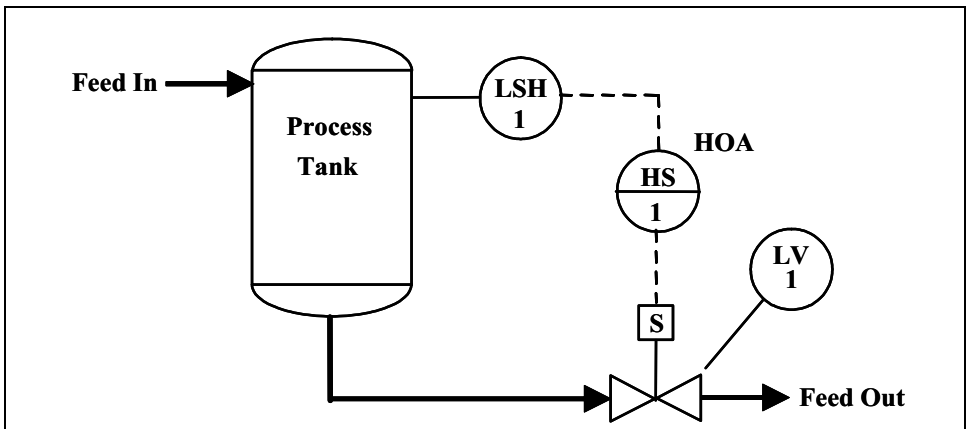 Feed In
Process
Tank
LSH
1
HOA
HS
1
LV
1
S
Feed Out